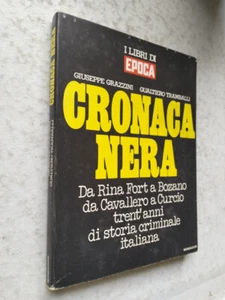 I LIBRI DI
EPOCA
GIUSEPPE GRAZZINI GUALTIERO TRAMBALLI
CRONACA
NERA
Da Rina Fort a Bozano
da Cavallero a Curcio
trent'anni
di storia criminale
italiana
MONDADORI